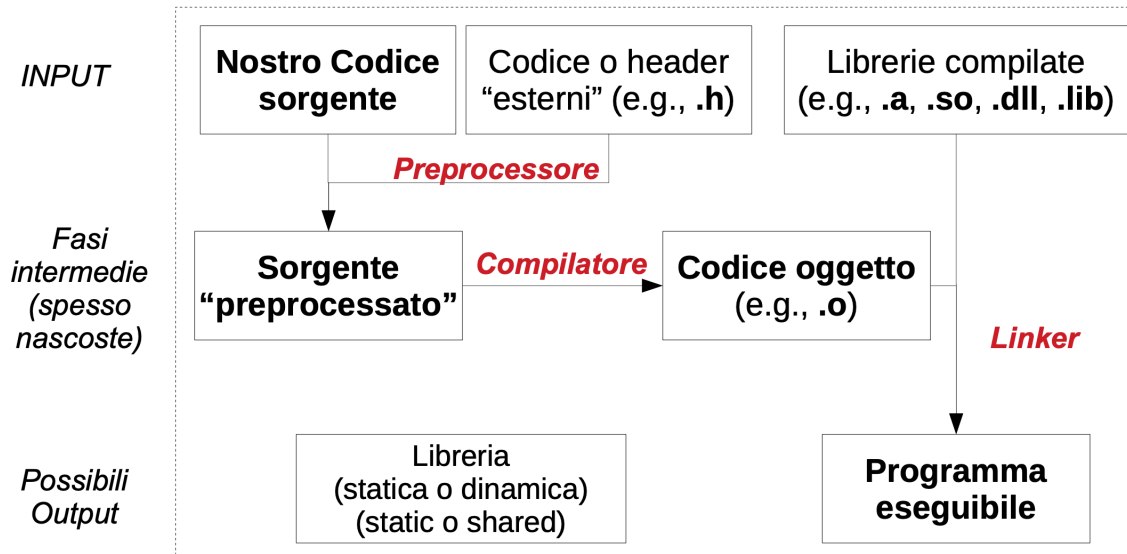 INPUT
Nostro Codice
sorgente
Codice o header
“esterni” (e.g., .h)
Librerie compilate
(e.g., .a, .so, .dll, .lib)
Preprocessore
Fasi
intermedie
(spesso
nascoste)
Sorgente
“preprocessato”
Compilatore
Codice oggetto
(e.g., .o)
Linker
Possibili
Output
Libreria
(statica o dinamica)
(static o shared)
Programma
eseguibile